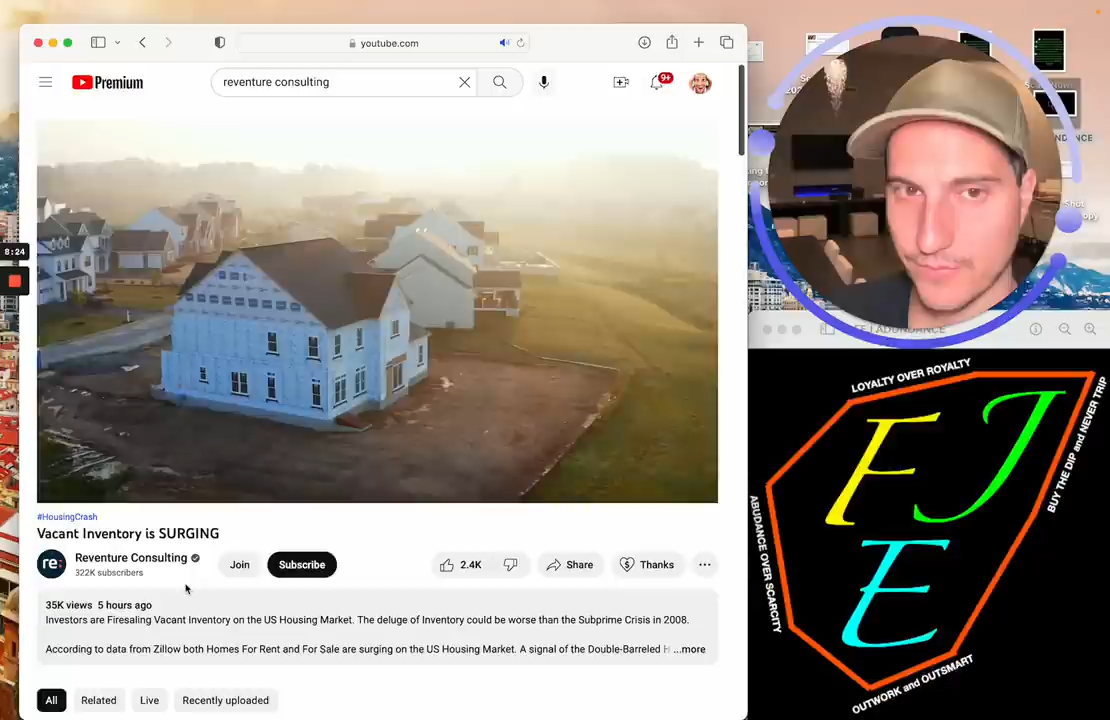 youtube.com
Premium
reventure consulting
9+
8:24
#HousingCrash
Vacant Inventory is SURGING
re:
Reventure Consulting
322K subscribers
Join
Subscribe
2.4K
Share
Thanks
35K views 5 hours ago
Investors are Firesaling Vacant Inventory on the US Housing Market. The deluge of Inventory could be worse than the Subprime Crisis in 2008.
According to data from Zillow both Homes For Rent and For Sale are surging on the US Housing Market. A signal of the Double-Barreled H ...more
All
Related
Live
Recently uploaded
LOYALTY OVER ROYALTY
BUY THE DIP and NEVER TRIP
ABUDANCE OVER SCARCITY
OUTWORK and OUTSMART
F J
E